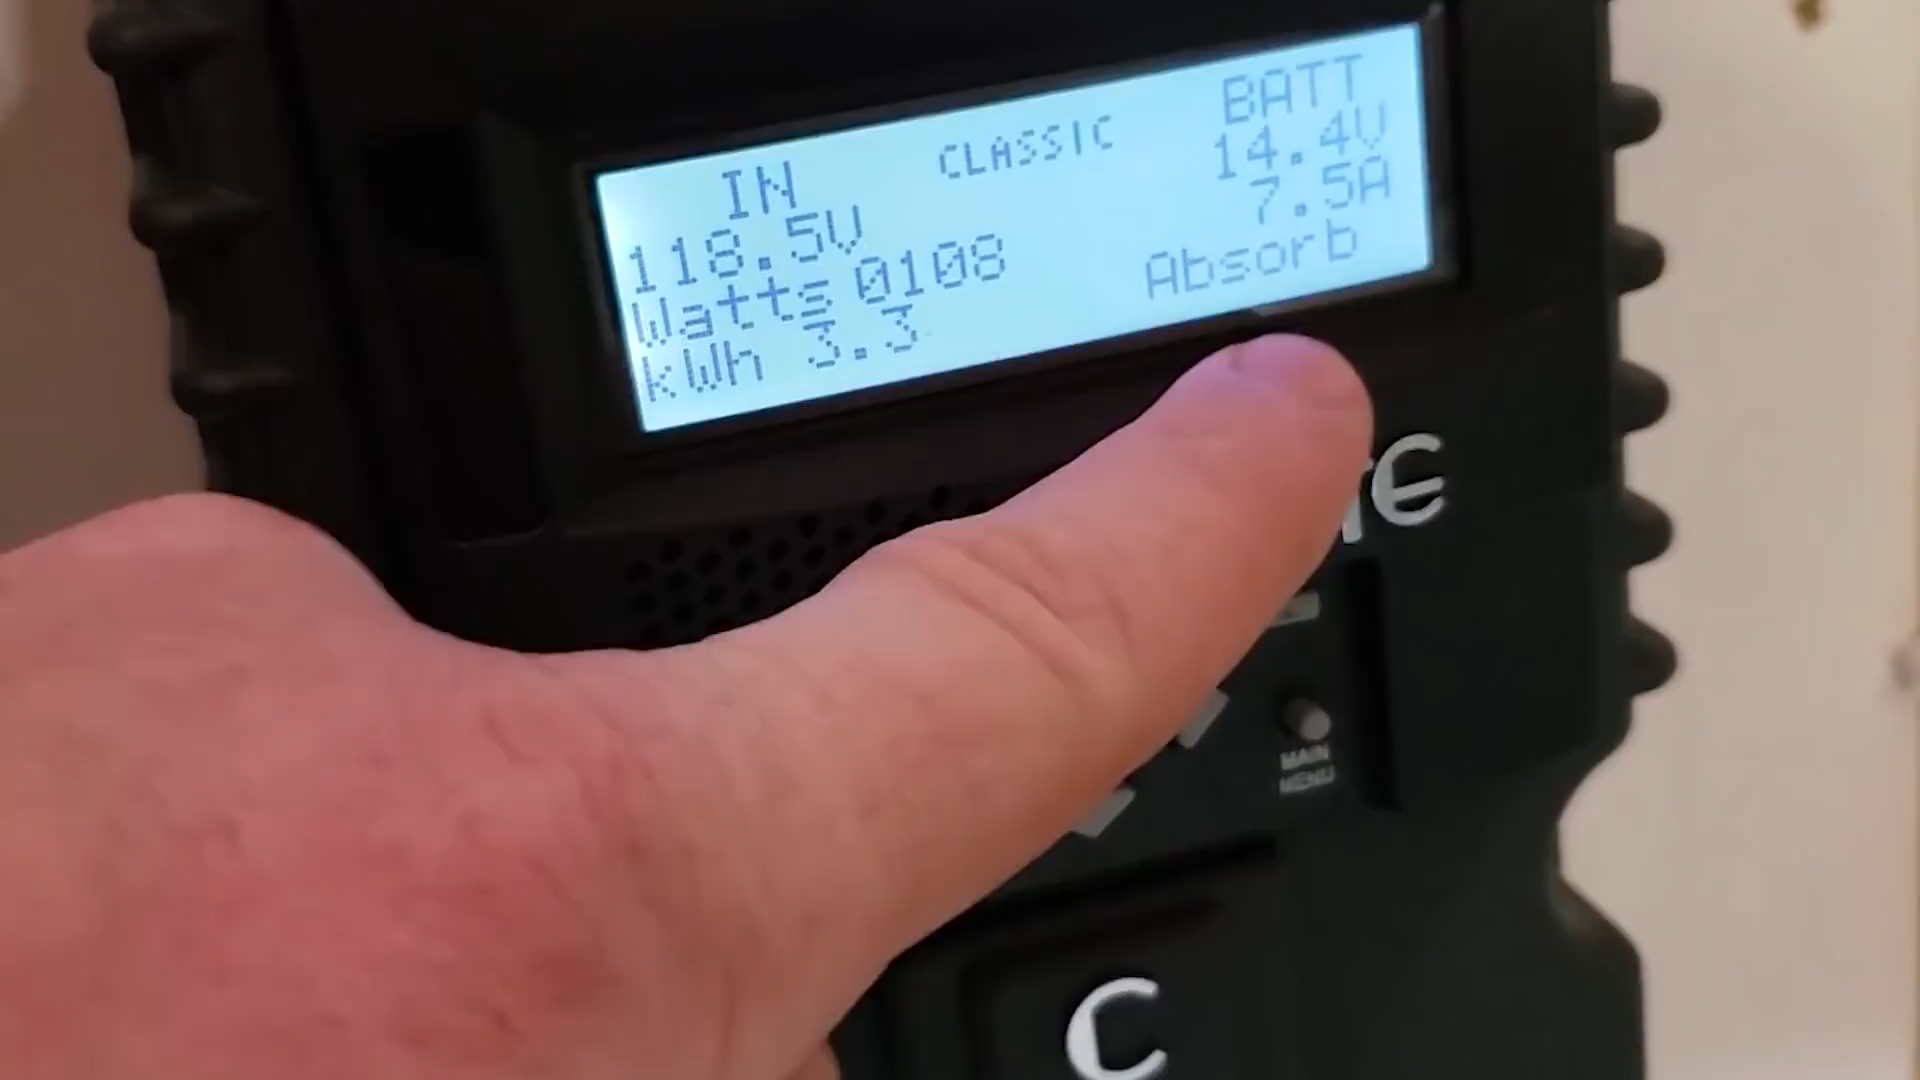 IN CLASSIC BATT
118.5V 14.4V
Watts 0108 7.5A
kWh 3.3 Absorb
MAIN
MENU
C